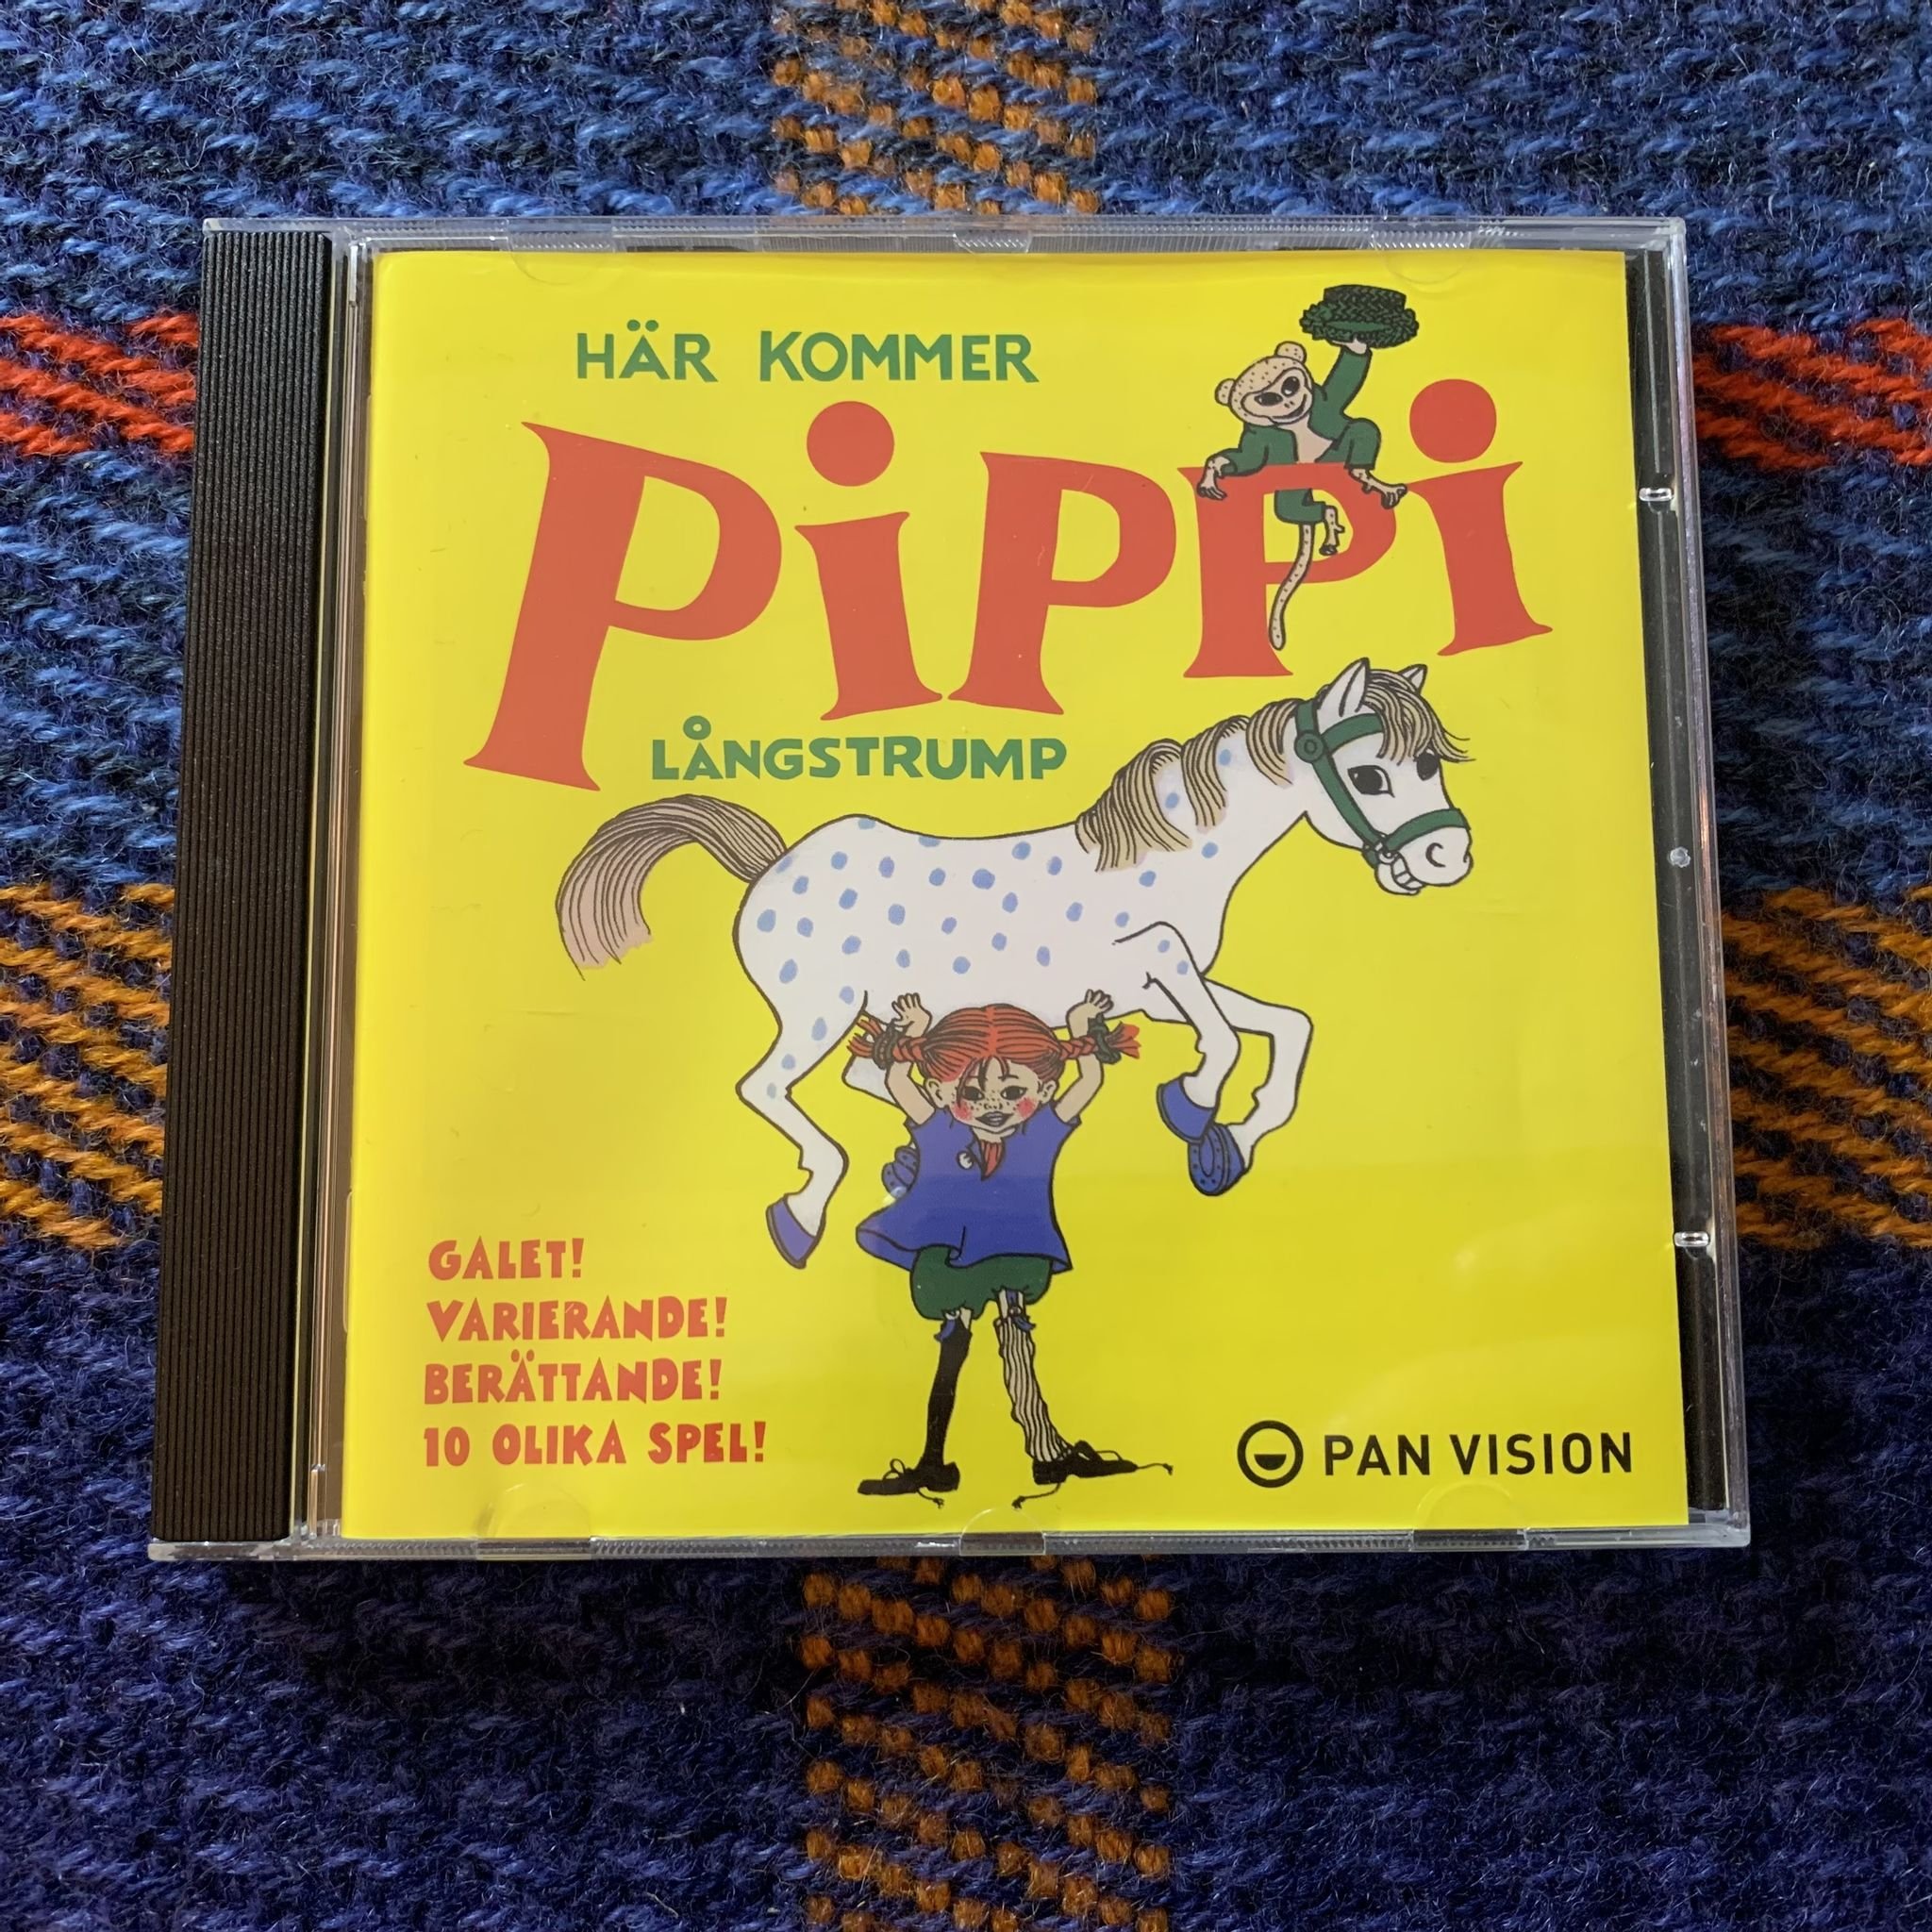 HÄR KOMMER
PiPPi
LÅNGSTRUMP
GALET!
VARIERANDE!
BERÄTTANDE!
10 OLIKA SPEL!
PAN VISION